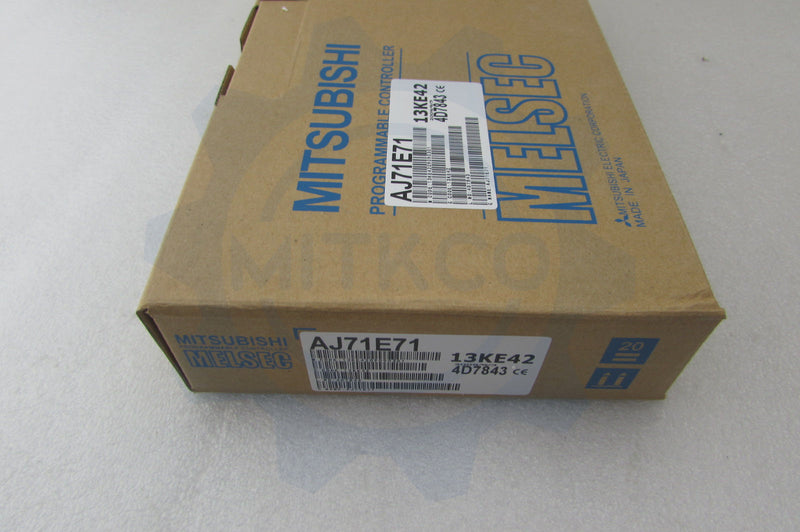 MITSUBISHI
PROGRAMMABLE CONTROLLER
MELSEC
AJ71E71
13KE42
4D7843 CE
MITSUBISHI ELECTRIC CORPORATION
MADE IN JAPAN
MITKCO
MITSUBISHI
MELSEC
AJ71E71
13KE42
4D7843 CE
20